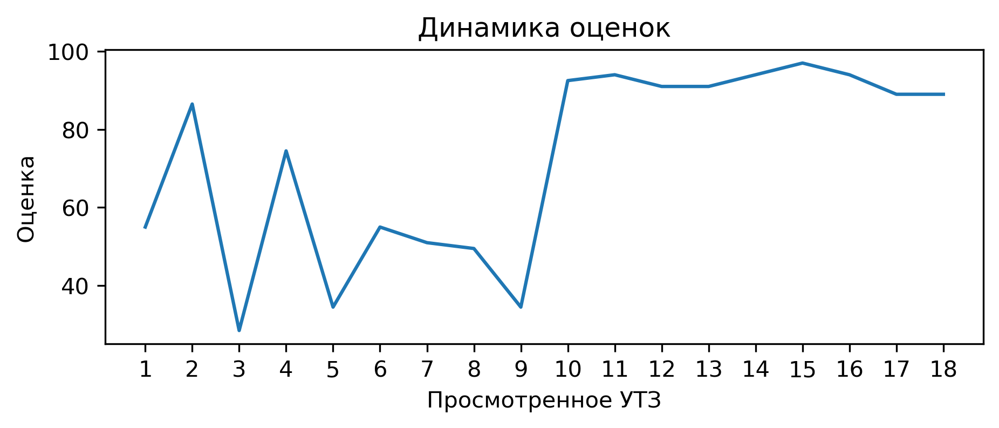 Динамика оценок
100
80
60
40
Оценка
1 2 3 4 5 6 7 8 9 10 11 12 13 14 15 16 17 18
Просмотренное УТЗ